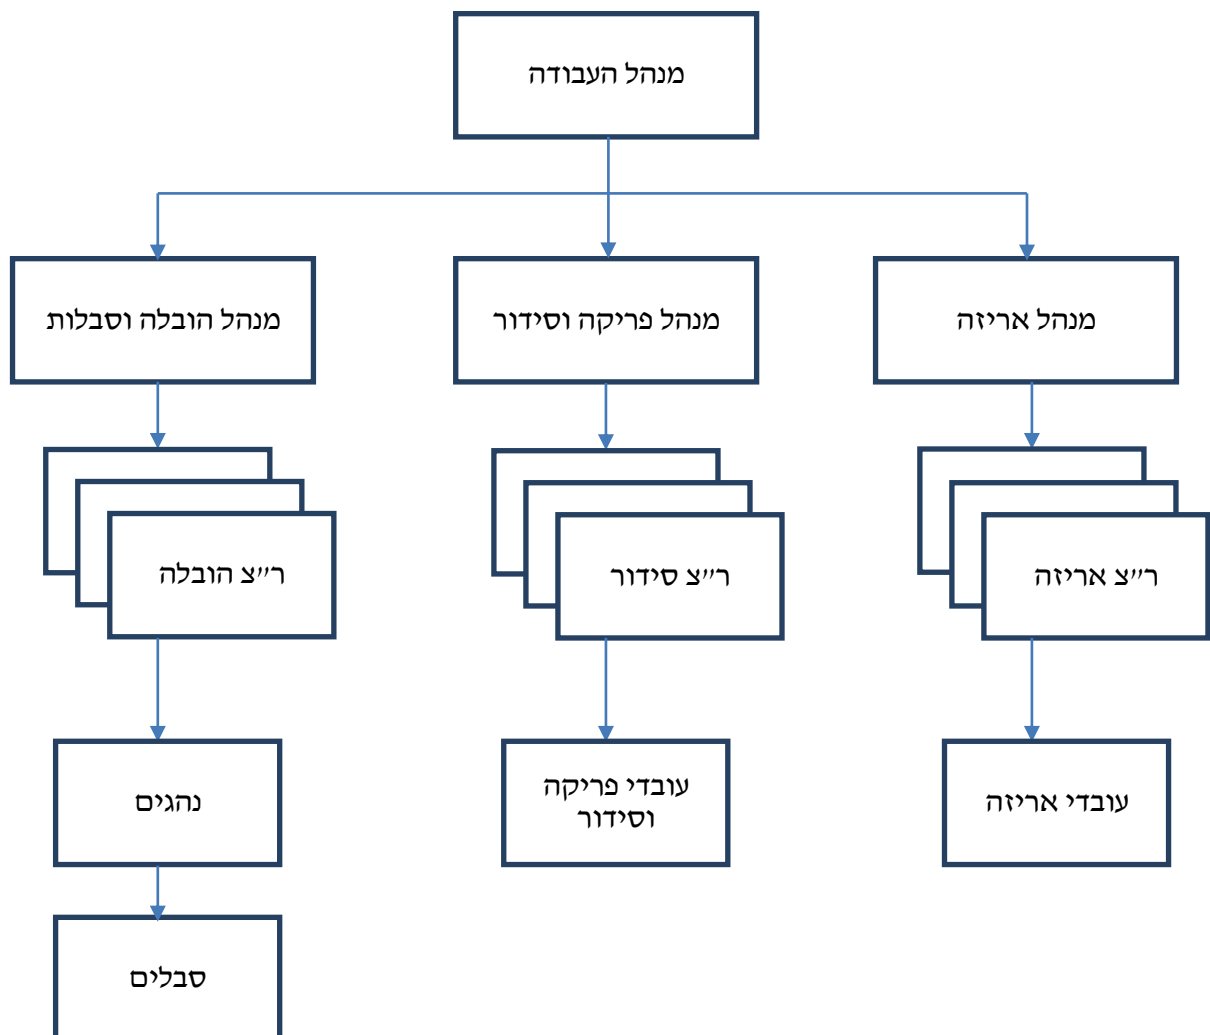 מנהל העבודה
מנהל אריזה
מנהל פריקה וסידור
מנהל הובלה וסבלות
ר״צ אריזה
ר״צ סידור
ר״צ הובלה
עובדי אריזה
עובדי פריקה
וסידור
נהגים
סבלים